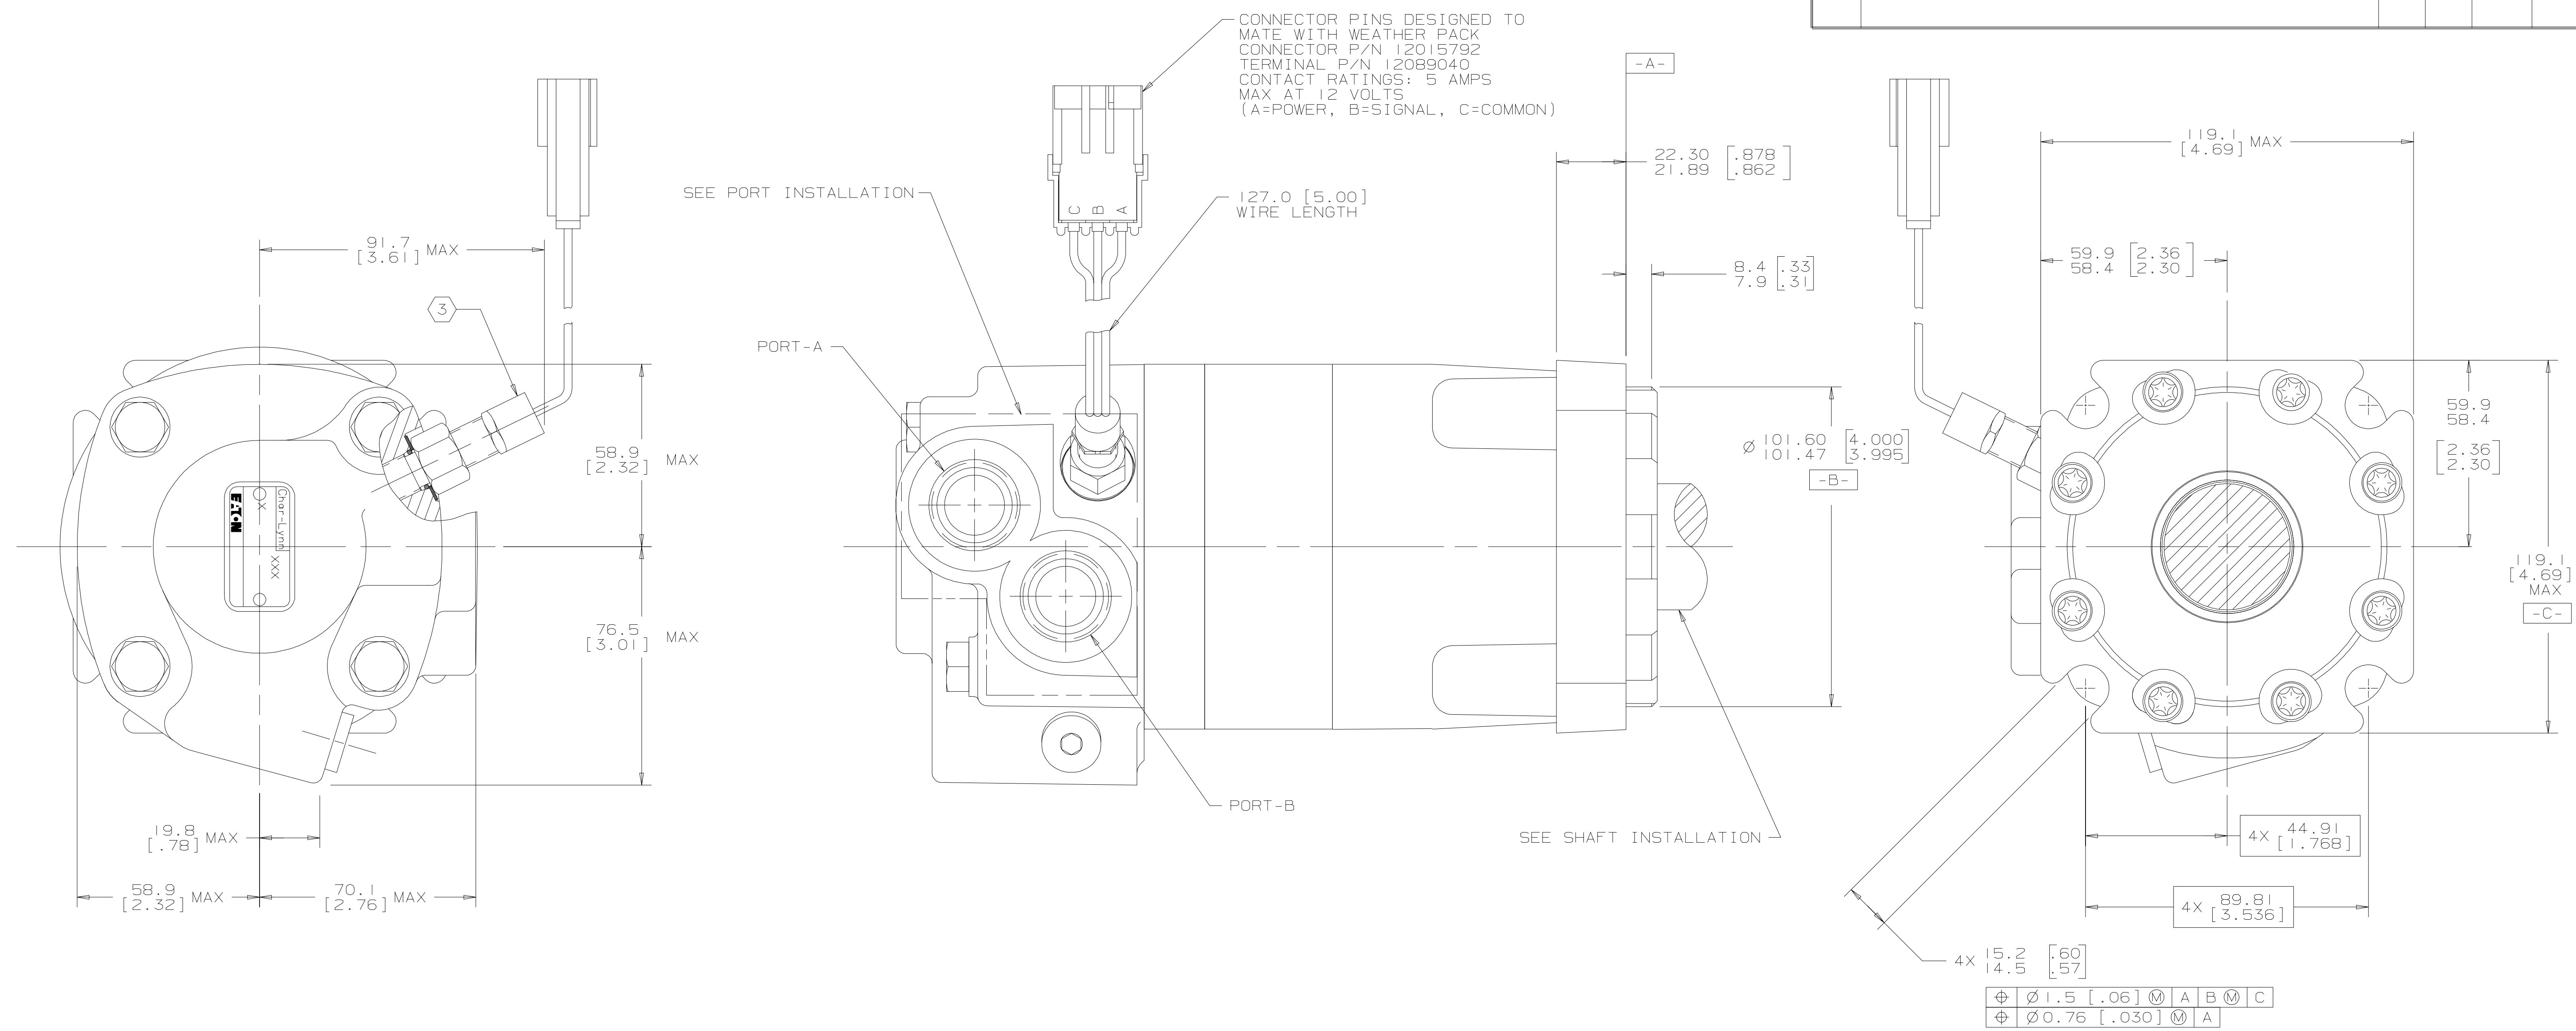 CONNECTOR PINS DESIGNED TO
MATE WITH WEATHER PACK
CONNECTOR P/N 12015792
TERMINAL P/N 12089040
CONTACT RATINGS: 5 AMPS
MAX AT 12 VOLTS
(A=POWER, B=SIGNAL, C=COMMON)
91.7
[3.61] MAX
3
58.9
[2.32] MAX
76.5
[3.01] MAX
EATON
Char-Lynn
X
XXX
19.8
[.78] MAX
58.9
[2.32] MAX
70.1
[2.76] MAX
SEE PORT INSTALLATION
C B A
127.0 [5.00]
WIRE LENGTH
PORT-A
PORT-B
-A-
22.30 [.878
21.89 .862]
8.4 [.33
7.9 .31]
Ø 101.60 [4.000
101.47 3.995]
-B-
SEE SHAFT INSTALLATION
119.1
[4.69] MAX
59.9 [2.36
58.4 2.30]
59.9
58.4
[2.36
2.30]
119.1
[4.69]
MAX
-C-
4X 44.91
[1.768]
4X 89.81
[3.536]
4X 15.2 [.60
14.5 .57]
⌖ Ø1.5 [.06] Ⓜ A B Ⓜ C
⌖ Ø0.76 [.030] Ⓜ A